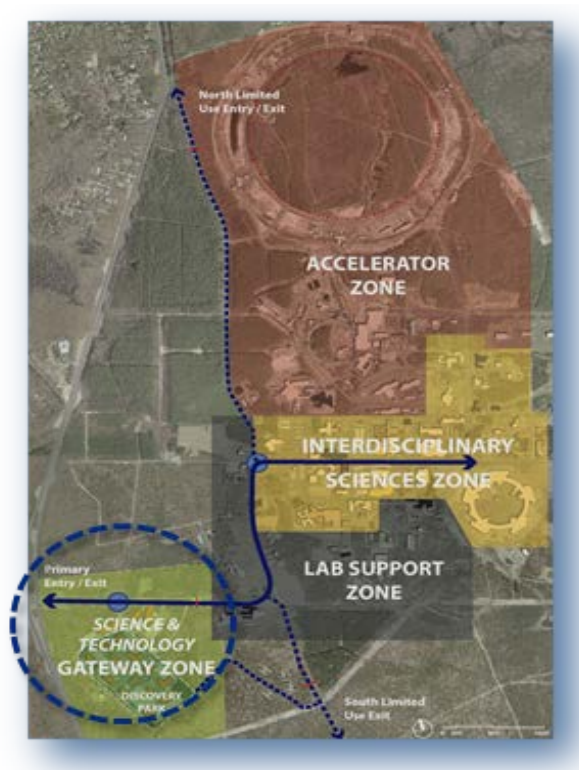 North Limited
Use Entry / Exit
ACCELERATOR
ZONE
INTERDISCIPLINARY
SCIENCES ZONE
LAB SUPPORT
ZONE
Primary
Entry / Exit
SCIENCE &
TECHNOLOGY
GATEWAY ZONE
DISCOVERY
PARK
South Limited
Use Exit